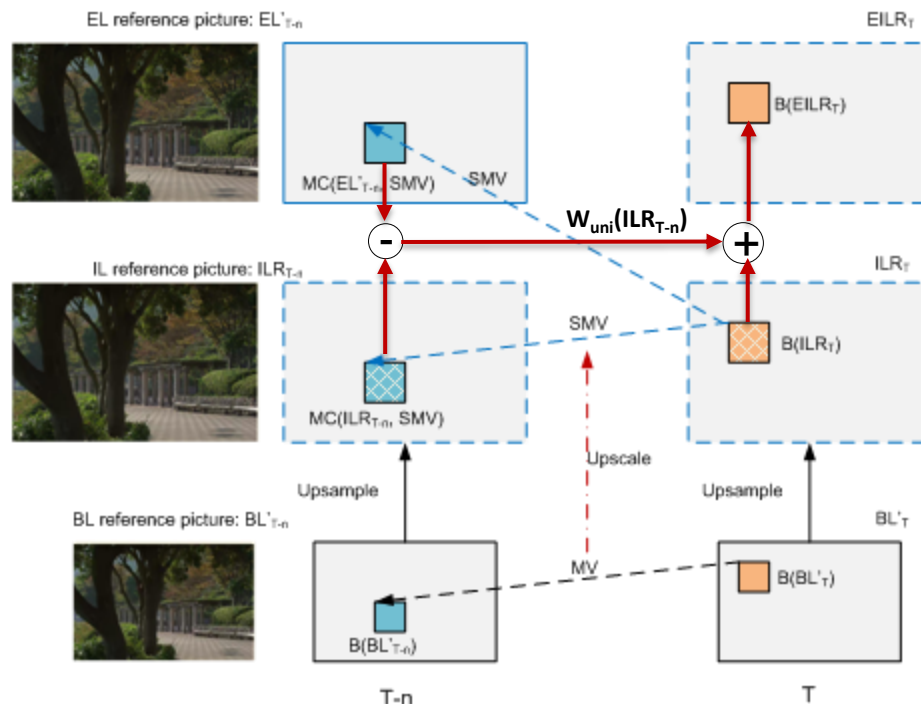 EL reference picture: EL'T-n
EILRT
B(EILRT)
MC(EL'T-n, SMV)
SMV
Wuni(ILRT-n)
-
+
IL reference picture: ILRT-n
ILRT
SMV
B(ILRT)
MC(ILRT-n, SMV)
Upscale
Upsample
Upsample
BL reference picture: BL'T-n
BL'T
MV
B(BL'T)
B(BL'T-n)
T-n
T